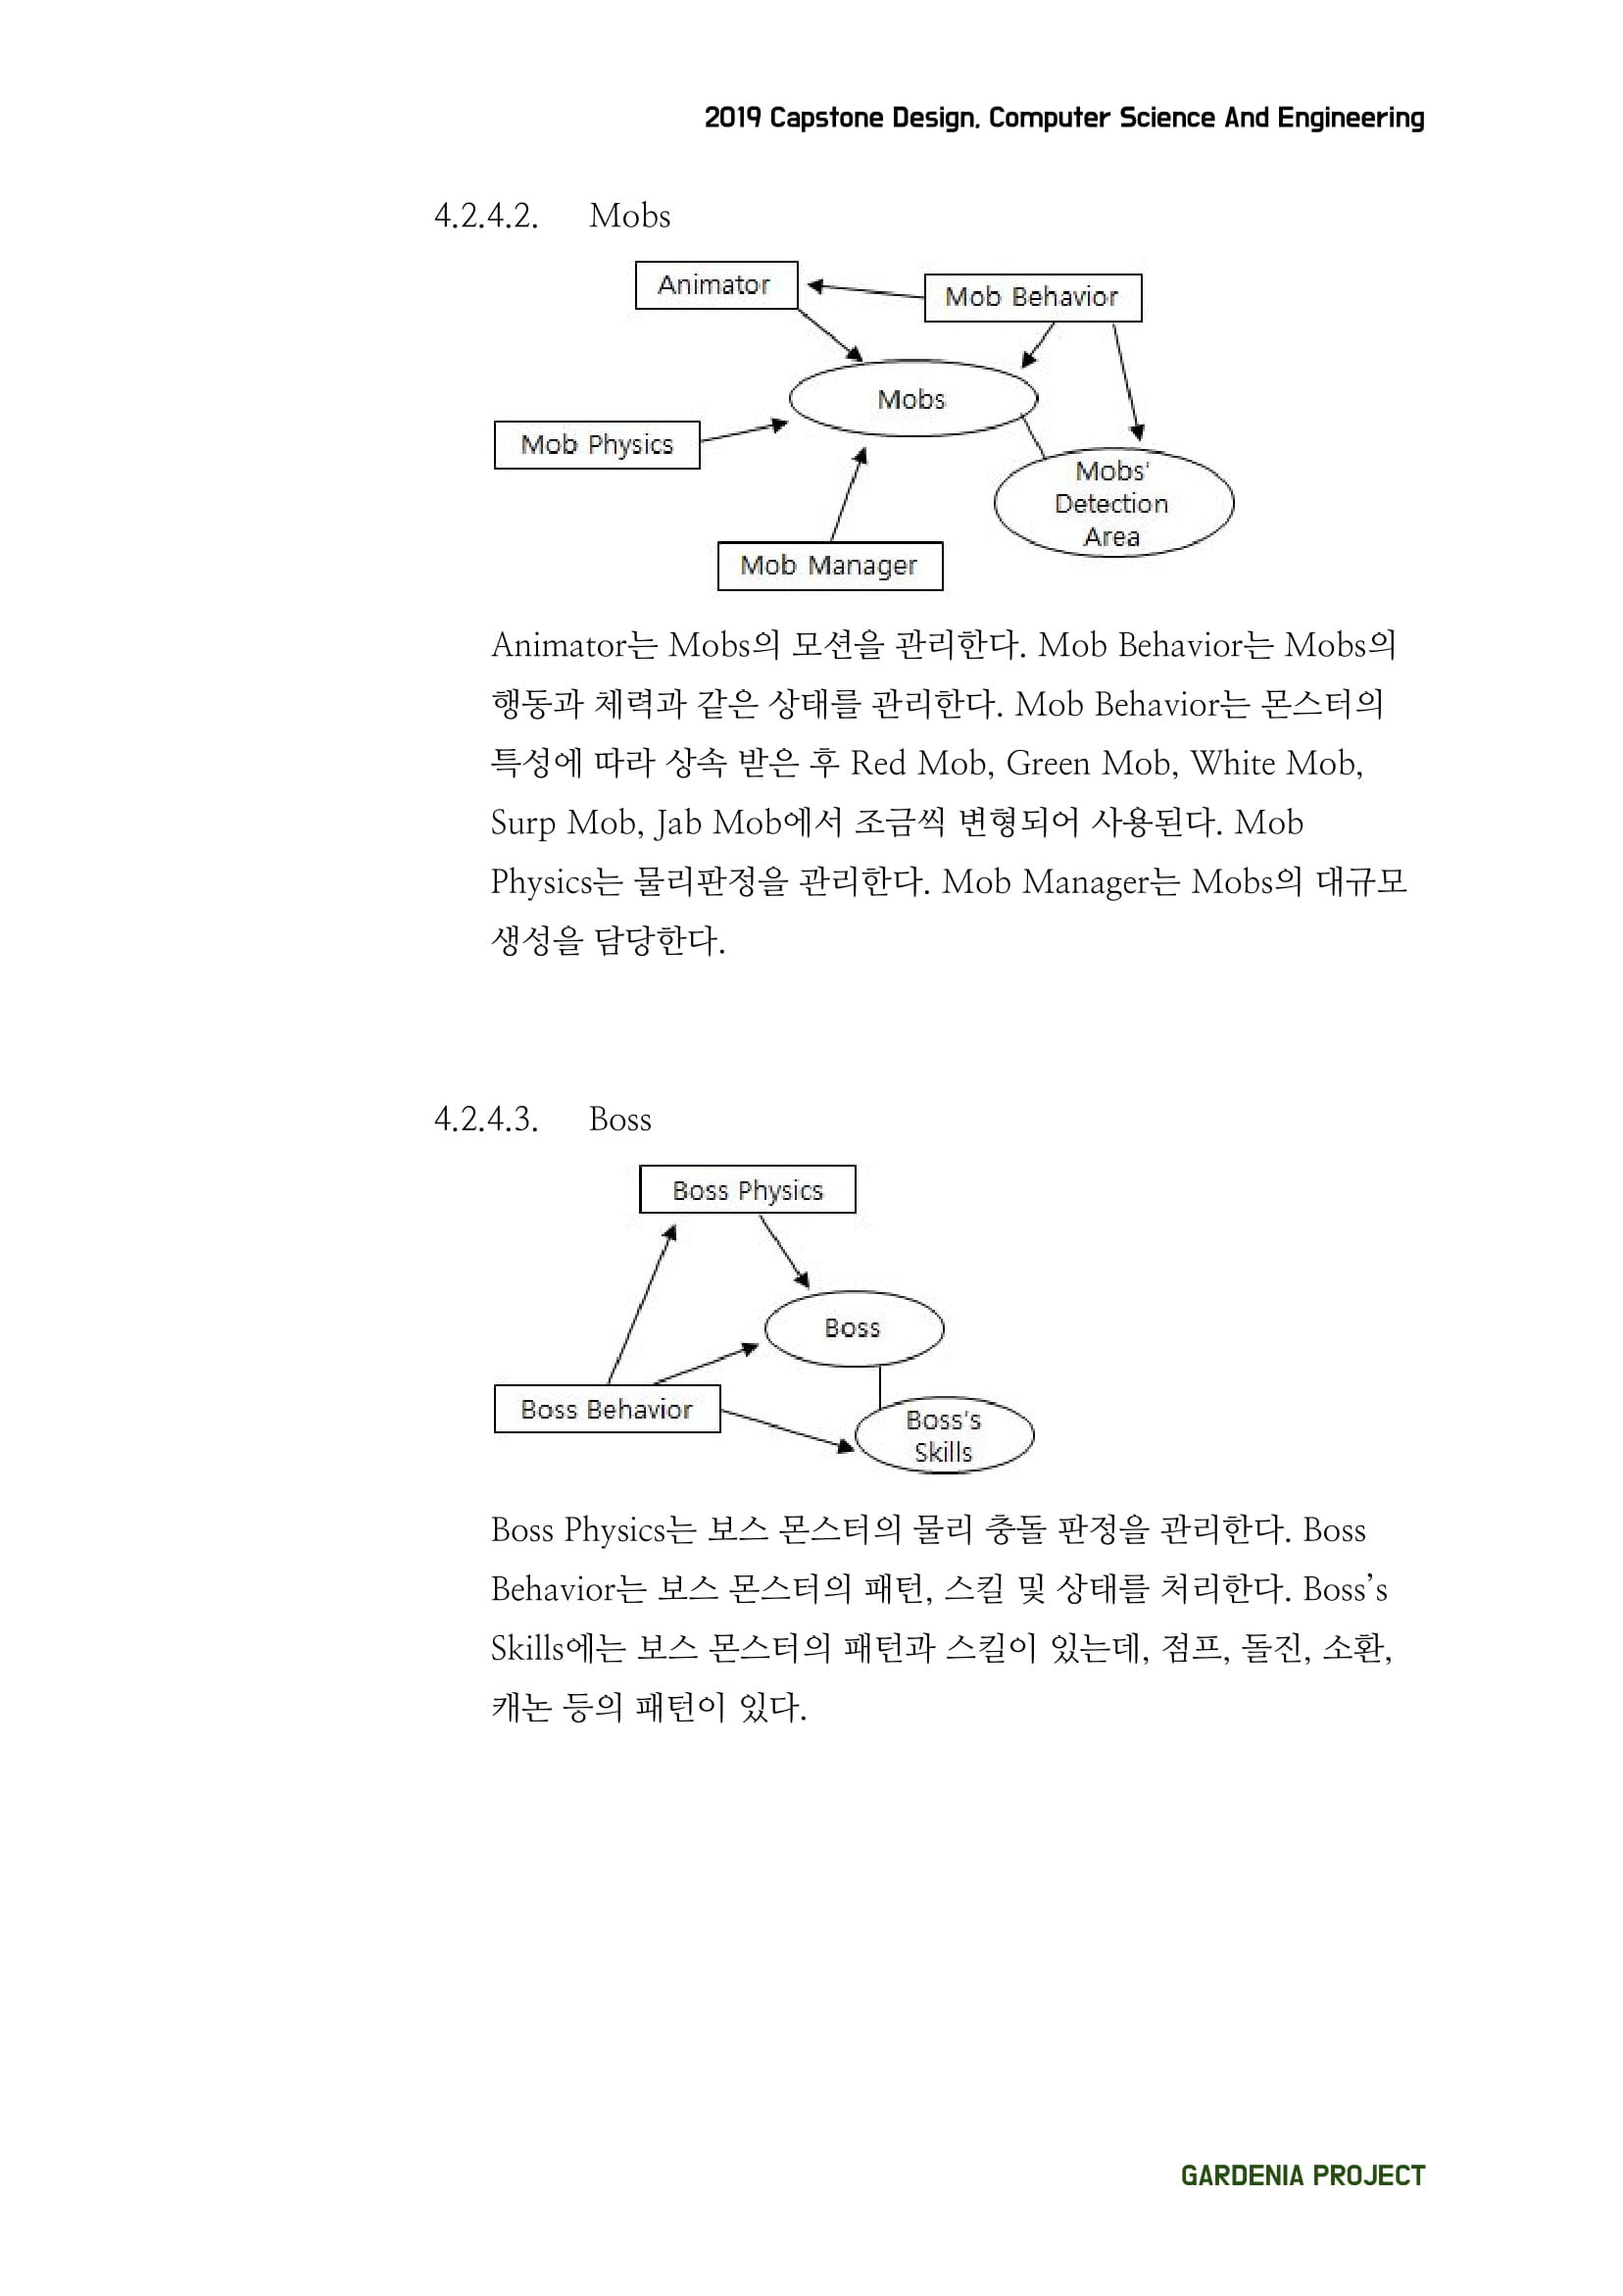 2019 Capstone Design, Computer Science And Engineering
4.2.4.2. Mobs
Animator
Mob Behavior
Mobs
Mob Physics
Mobs'
Detection
Area
Mob Manager
Animator는 Mobs의 모션을 관리한다. Mob Behavior는 Mobs의
행동과 체력과 같은 상태를 관리한다. Mob Behavior는 몬스터의
특성에 따라 상속 받은 후 Red Mob, Green Mob, White Mob,
Surp Mob, Jab Mob에서 조금씩 변형되어 사용된다. Mob
Physics는 물리판정을 관리한다. Mob Manager는 Mobs의 대규모
생성을 담당한다.
4.2.4.3. Boss
Boss Physics
Boss
Boss Behavior
Boss's
Skills
Boss Physics는 보스 몬스터의 물리 충돌 판정을 관리한다. Boss
Behavior는 보스 몬스터의 패턴, 스킬 및 상태를 처리한다. Boss’s
Skills에는 보스 몬스터의 패턴과 스킬이 있는데, 점프, 돌진, 소환,
캐논 등의 패턴이 있다.
GARDENIA PROJECT